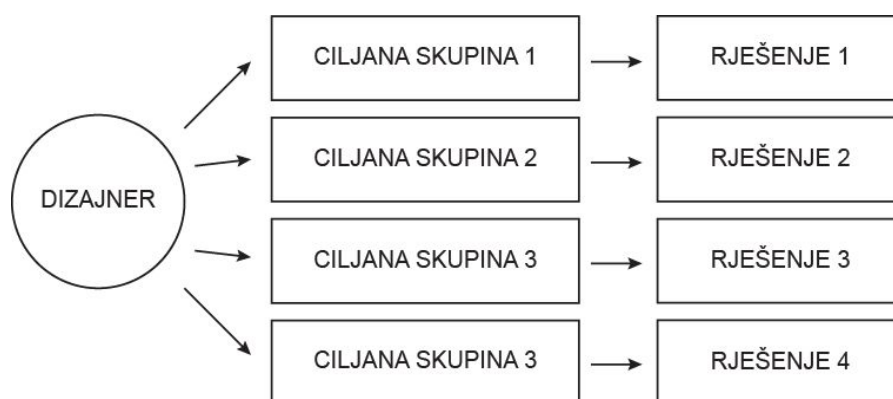 CILJANA SKUPINA 1
RJEŠENJE 1
CILJANA SKUPINA 2
RJEŠENJE 2
DIZAJNER
CILJANA SKUPINA 3
RJEŠENJE 3
CILJANA SKUPINA 3
RJEŠENJE 4